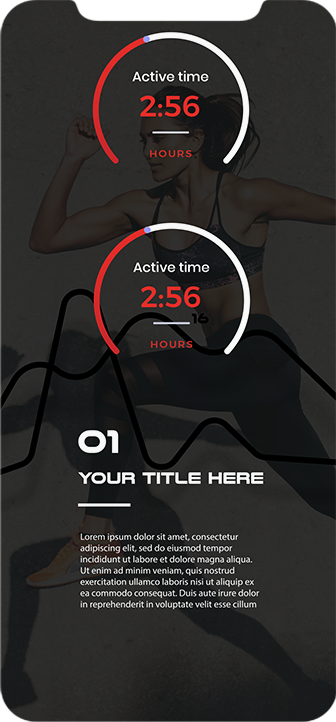 Active time
2:56
HOURS
Active time
2:56
16
HOURS
01
YOUR TITLE HERE
Lorem ipsum dolor sit amet, consectetur
adipiscing elit, sed do eiusmod tempor
incididunt ut labore et dolore magna aliqua.
Ut enim ad minim veniam, quis nostrud
exercitation ullamco laboris nisi ut aliquip ex
ea commodo consequat. Duis aute irure dolor
in reprehenderit in voluptate velit esse cillum